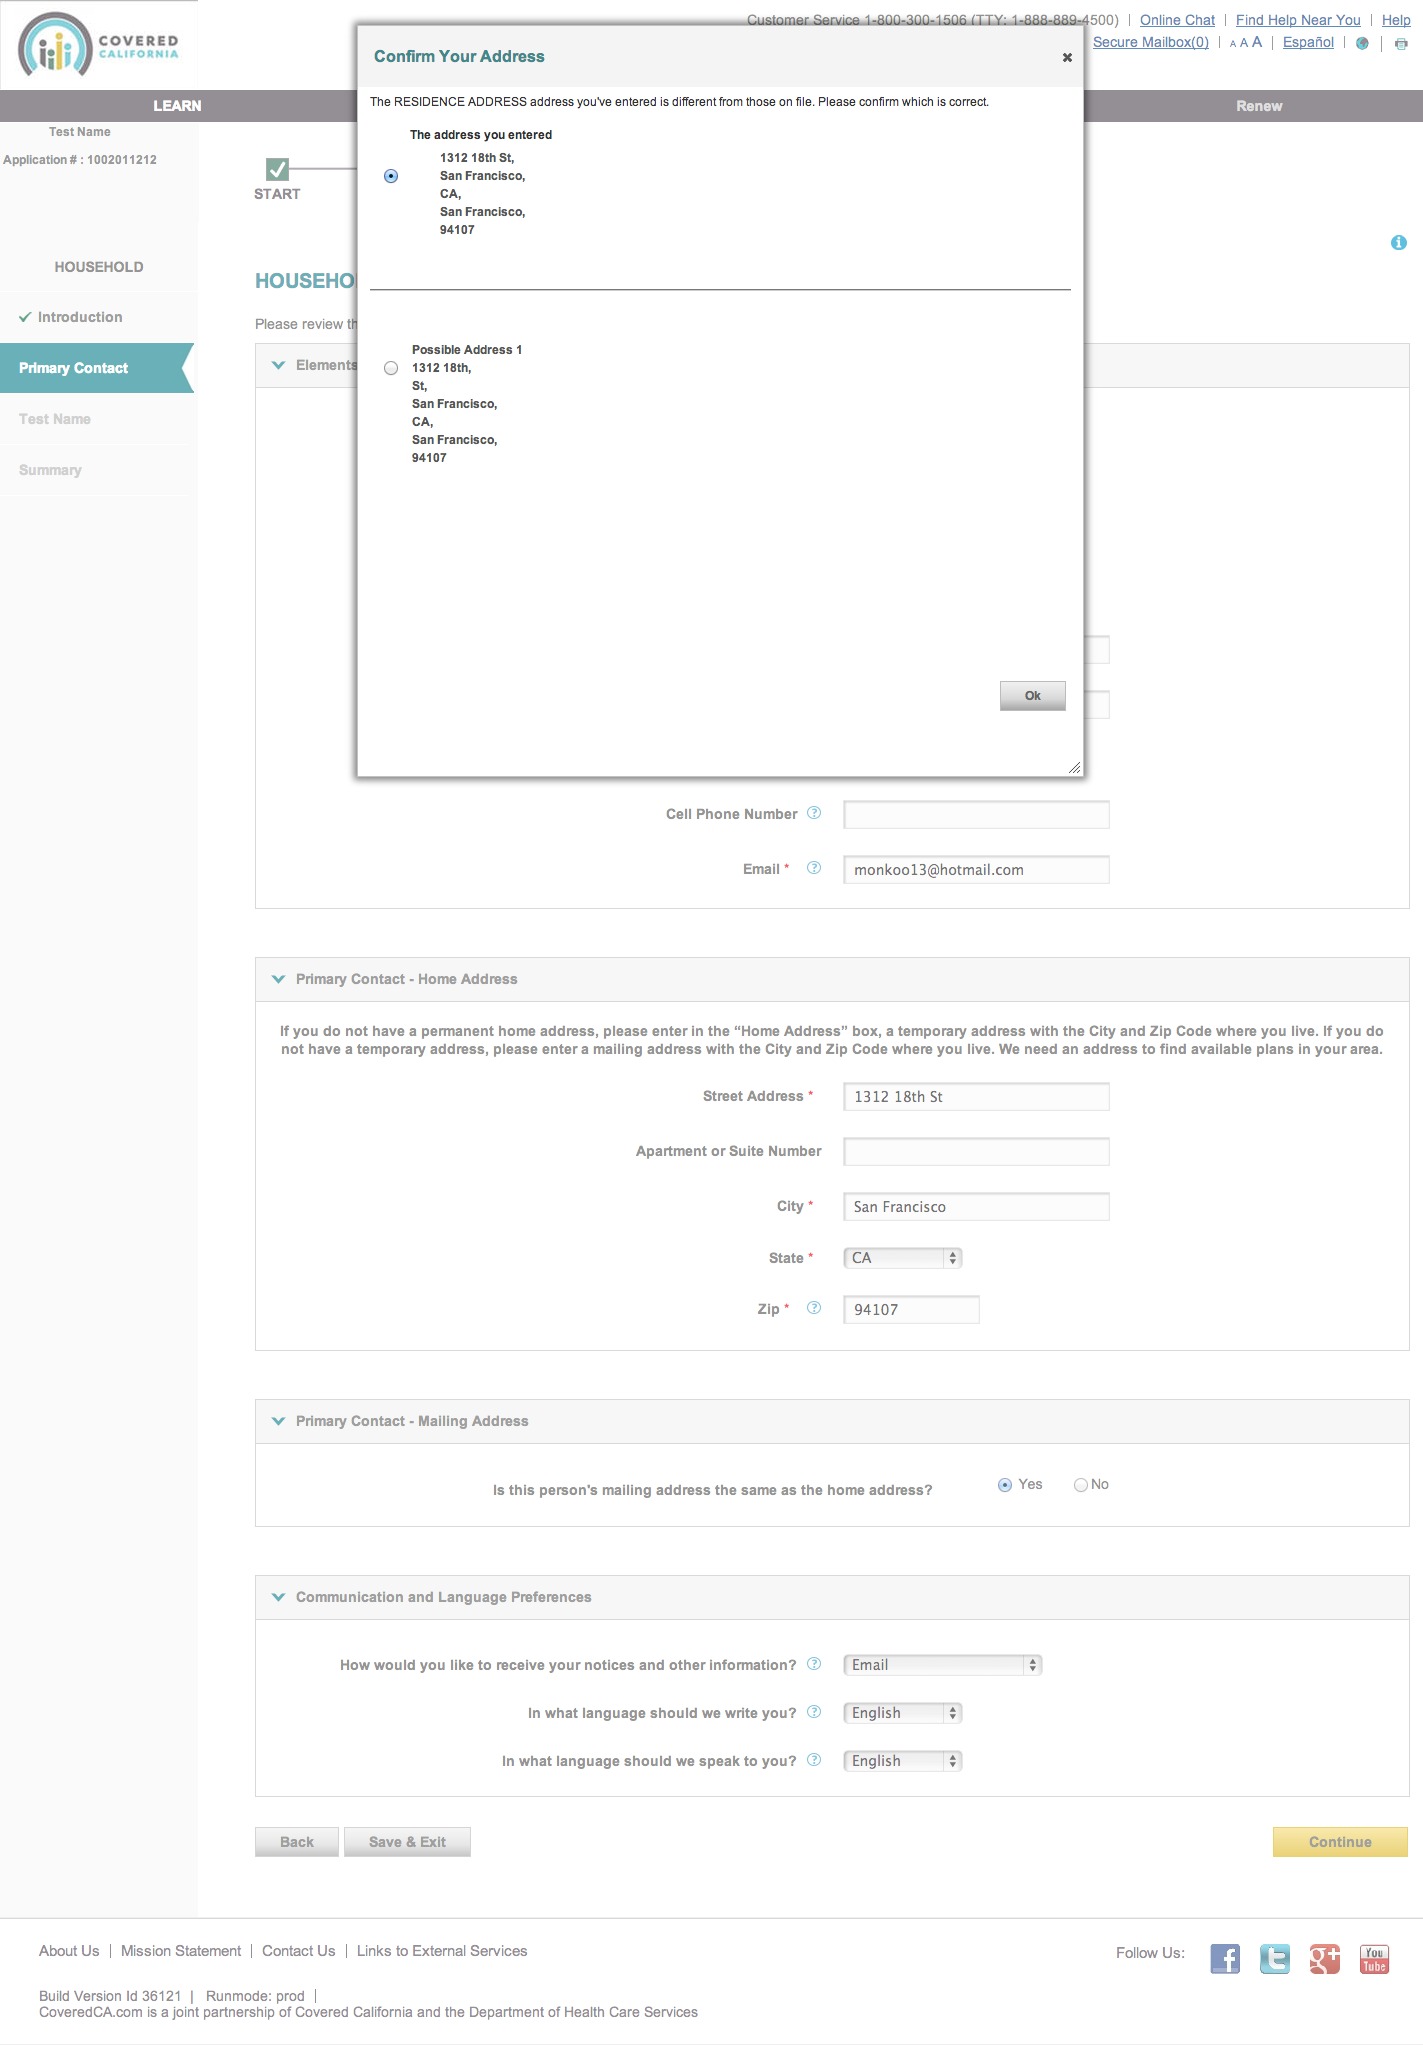 COVERED
CALIFORNIA
Customer Service 1-800-300-1506 (TTY: 1-888-889-4500) | Online Chat | Find Help Near You | Help
Secure Mailbox(0) | A A A | Español |
LEARN
Renew
Test Name
Application # : 1002011212
START
HOUSEHOLD
Introduction
Primary Contact
Test Name
Summary
Confirm Your Address
The RESIDENCE ADDRESS address you've entered is different from those on file. Please confirm which is correct.
The address you entered
1312 18th St,
San Francisco,
CA,
San Francisco,
94107
Possible Address 1
1312 18th,
St,
San Francisco,
CA,
San Francisco,
94107
Ok
HOUSEHO
Please review th
Elements
Cell Phone Number
Email *
monkoo13@hotmail.com
Primary Contact - Home Address
If you do not have a permanent home address, please enter in the “Home Address” box, a temporary address with the City and Zip Code where you live. If you do
not have a temporary address, please enter a mailing address with the City and Zip Code where you live. We need an address to find available plans in your area.
Street Address * 1312 18th St
Apartment or Suite Number
City * San Francisco
State * CA
Zip * 94107
Primary Contact - Mailing Address
Is this person's mailing address the same as the home address? Yes No
Communication and Language Preferences
How would you like to receive your notices and other information? Email
In what language should we write you? English
In what language should we speak to you? English
Back
Save & Exit
Continue
About Us | Mission Statement | Contact Us | Links to External Services
Follow Us:
You
Tube
Build Version Id 36121 | Runmode: prod |
CoveredCA.com is a joint partnership of Covered California and the Department of Health Care Services